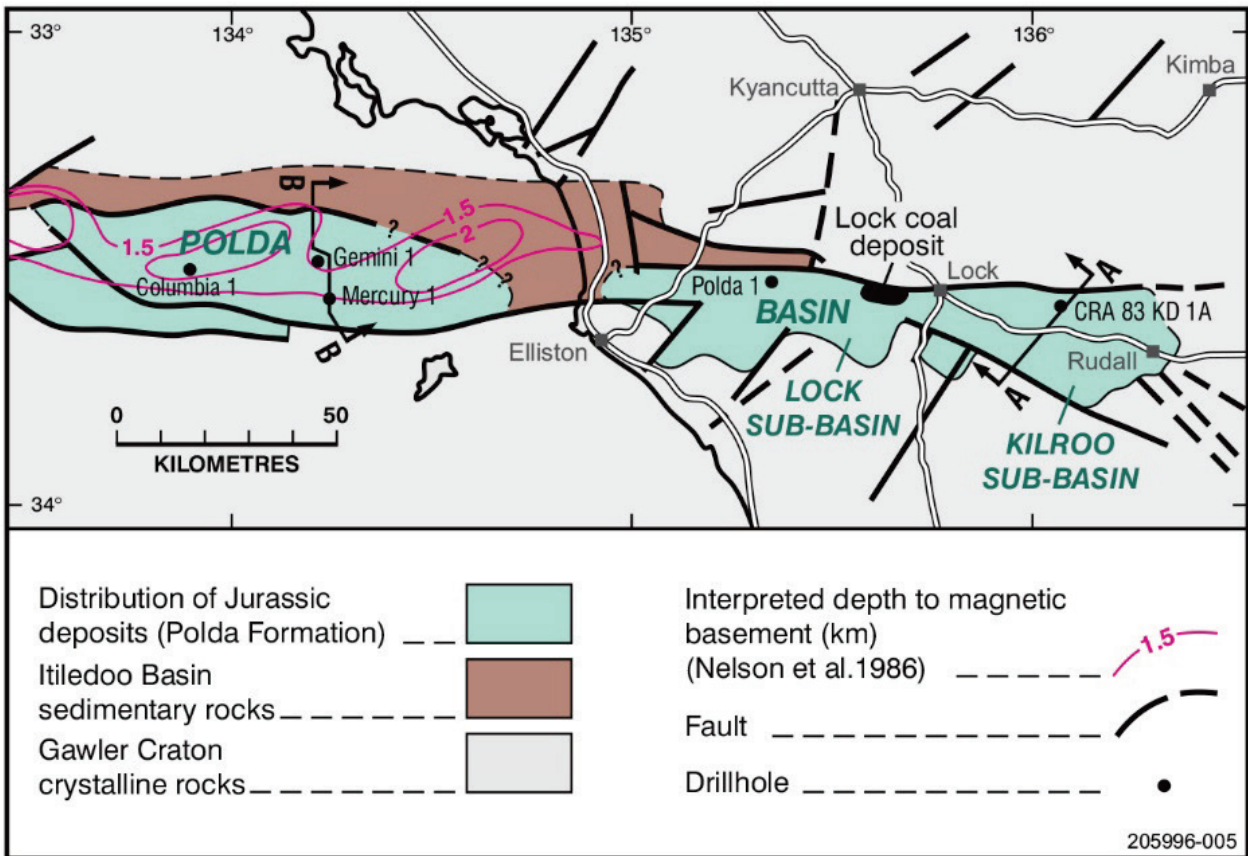 33°
134°
135°
136°
Kyancutta
Kimba
B
1.5
1.5
2
POLDA
?
?
?
?
Gemini 1
Columbia 1
Mercury 1
B
Lock coal
deposit
Lock
Polda 1
BASIN
A
CRA 83 KD 1A
Elliston
Rudall
LOCK
SUB-BASIN
A
KILROO
SUB-BASIN
0 50
KILOMETRES
34°
Distribution of Jurassic
deposits (Polda Formation)
Itiledoo Basin
sedimentary rocks
Gawler Craton
crystalline rocks
Interpreted depth to magnetic
basement (km)
(Nelson et al.1986)
1.5
Fault
Drillhole
205996-005